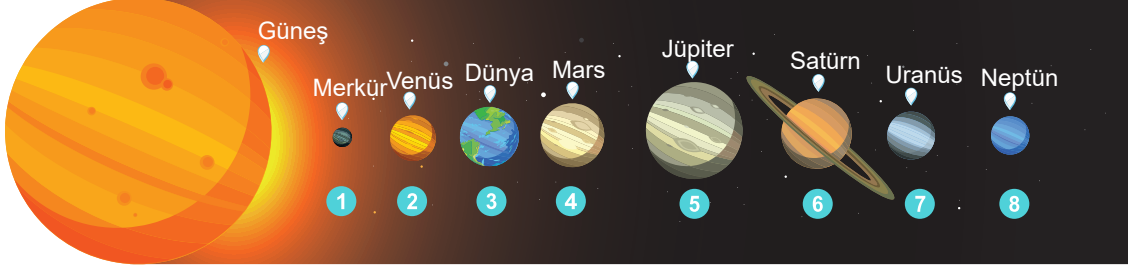 Güneş
Merkür
Venüs
Dünya
Mars
Jüpiter
Satürn
Uranüs
Neptün
1
2
3
4
5
6
7
8